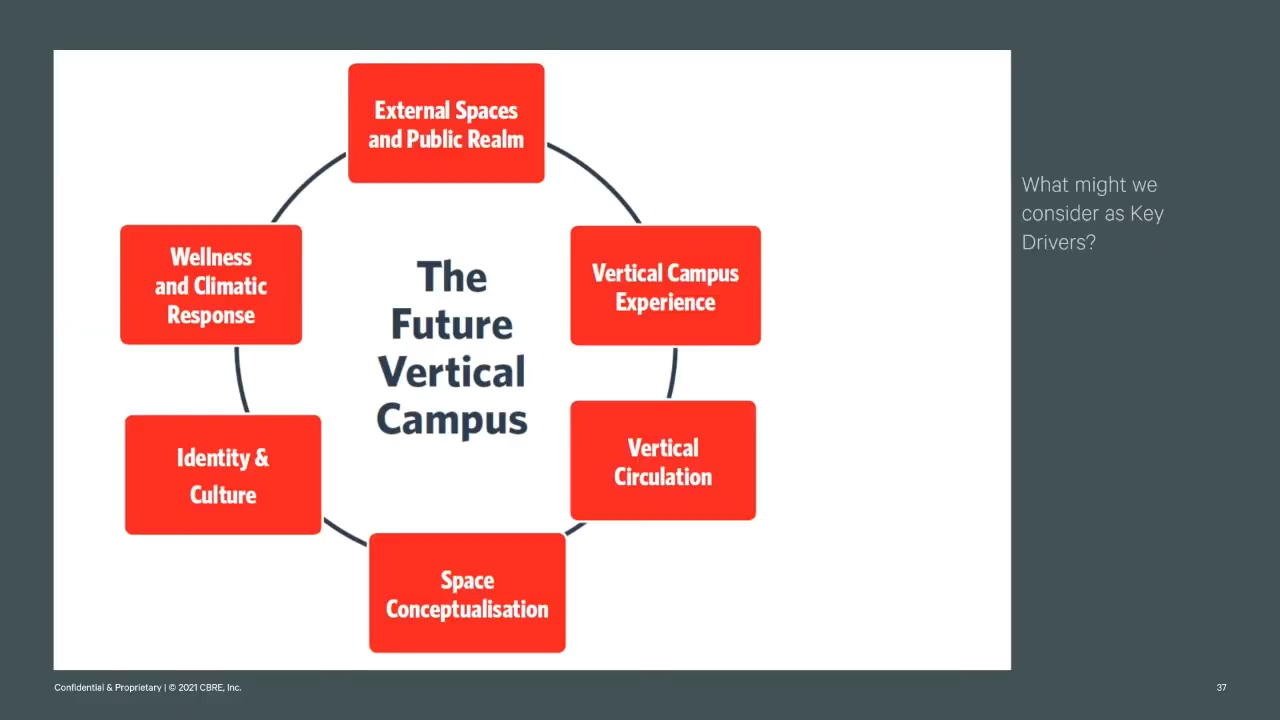 External Spaces
and Public Realm
What might we
consider as Key
Drivers?
Wellness
and Climatic
Response
The
Future
Vertical
Campus
Vertical Campus
Experience
Identity &
Culture
Vertical
Circulation
Space
Conceptualisation
Confidential & Proprietary | © 2021 CBRE, Inc.
37